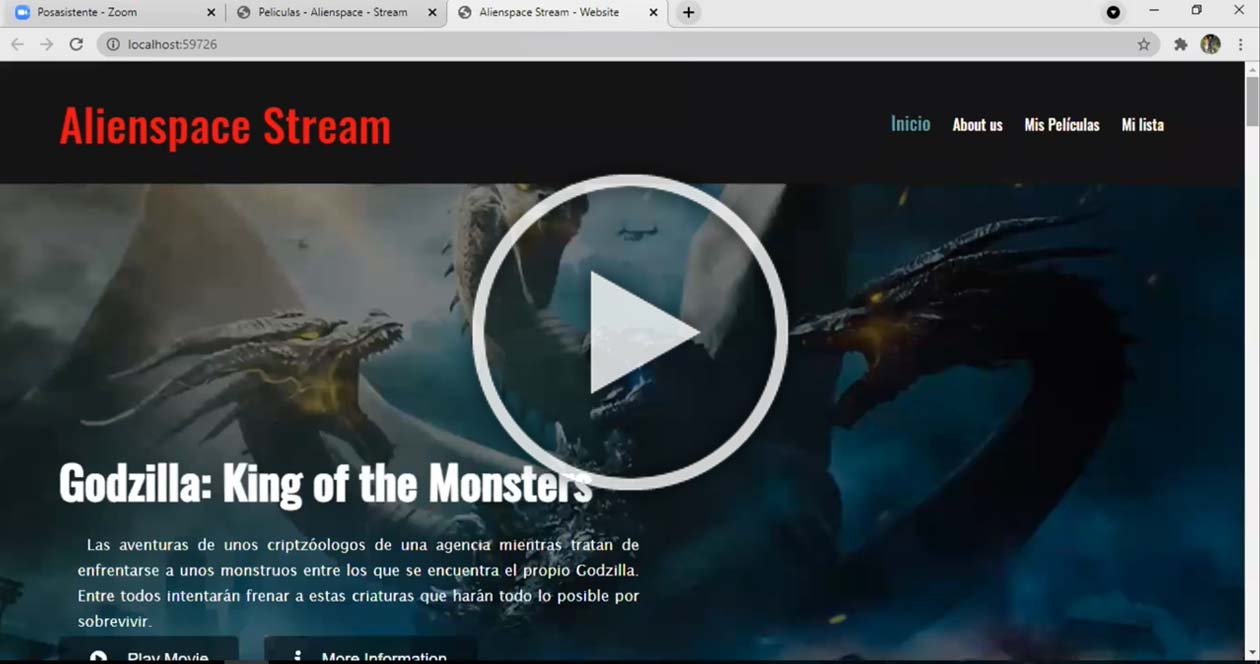 Posasistente - Zoom
Peliculas - Alienspace - Stream
Alienspace Stream - Website
localhost:59726
Alienspace Stream
Inicio
About us
Mis Películas
Mi lista
Godzilla: King of the Monsters
Las aventuras de unos criptzóologos de una agencia mientras tratan de
enfrentarse a unos monstruos entre los que se encuentra el propio Godzilla.
Entre todos intentarán frenar a estas criaturas que harán todo lo posible por
sobrevivir.
Play Movie
More Information